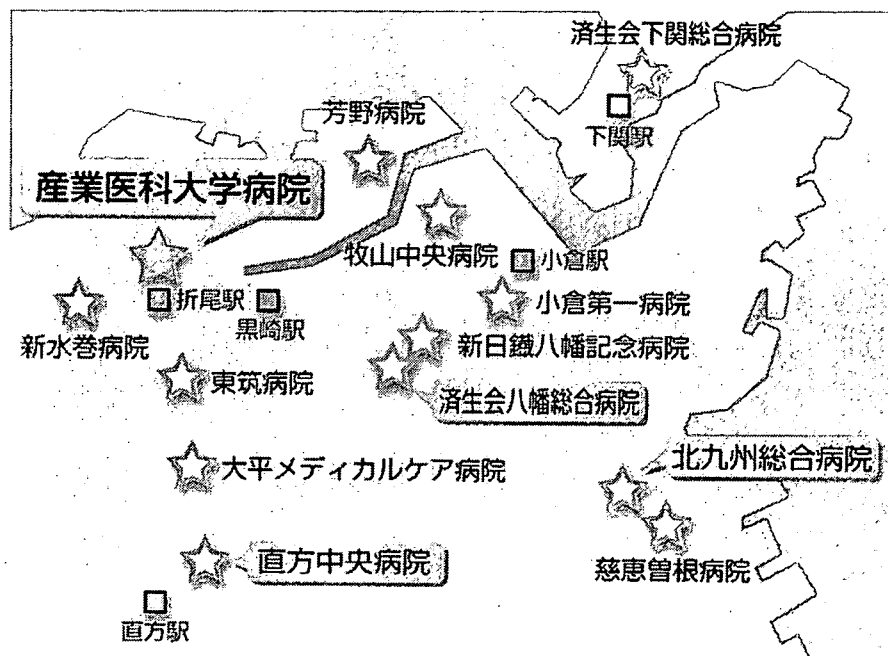 済生会下関総合病院
芳野病院
下関駅
産業医科大学病院
牧山中央病院
小倉駅
折尾駅
黒崎駅
小倉第一病院
新水巻病院
新日鐵八幡記念病院
東筑病院
済生会八幡総合病院
大平メディカルケア病院
北九州総合病院
直方中央病院
慈恵曽根病院
直方駅